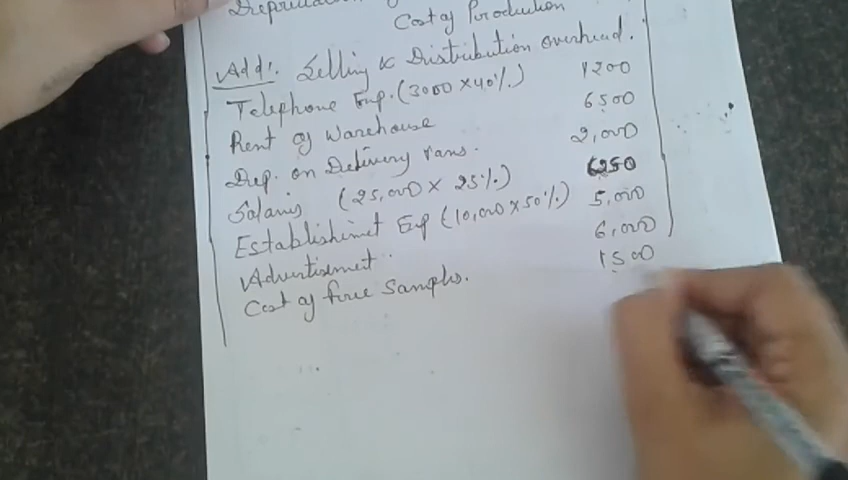 Depreciation
Cost of Production
Add: Selling & Distribution overhead.
Telephone Exp. (3000 x 40%) 1200
Rent of Warehouse 6500
Dep. on Delivery vans. 2,000
Salaris (25,000 x 25%) 6250
Establishment Exp (10,000 x 50%) 5,000
Advertisement.. 6,000
Cost of free Samples. 1500